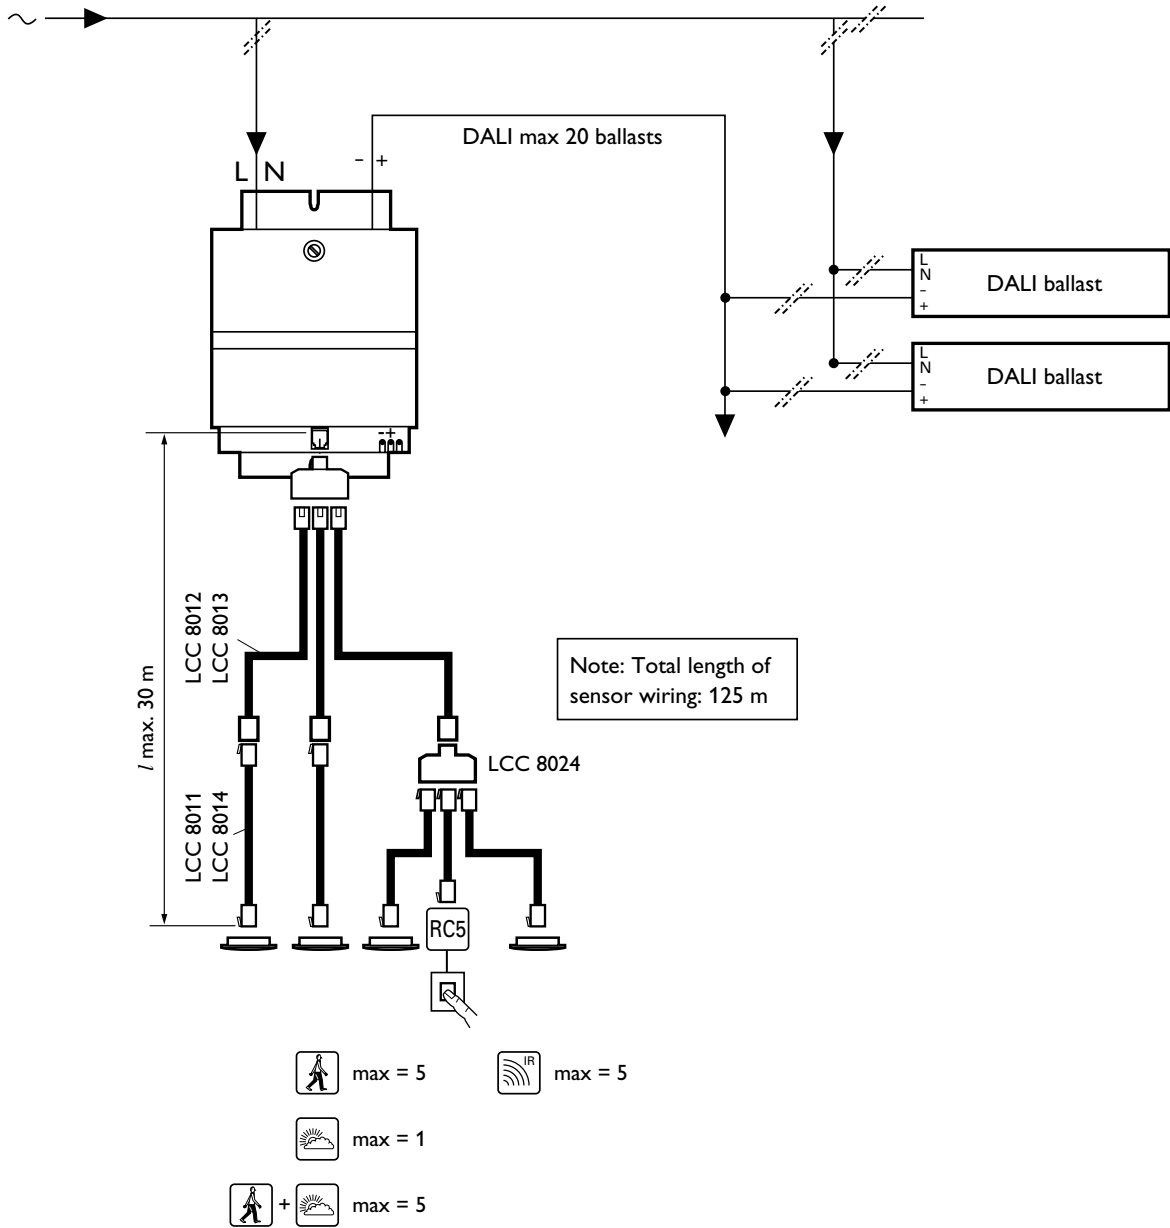 DALI max 20 ballasts
L N
- +
L
N
-
+
DALI ballast
L
N
-
+
DALI ballast
-+
l max. 30 m
LCC 8012
LCC 8013
Note: Total length of
sensor wiring: 125 m
LCC 8024
LCC 8011
LCC 8014
RC5
max = 5
IR
max = 5
max = 1
+
max = 5